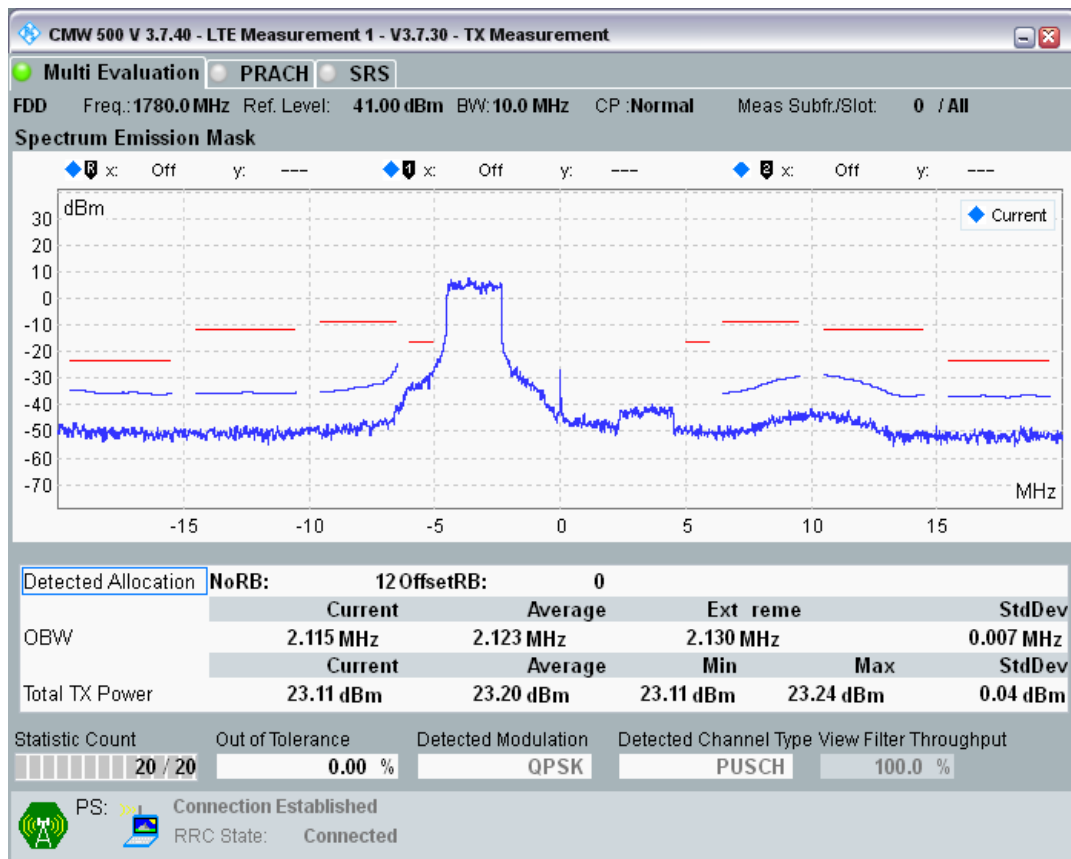 CMW 500 V 3.7.40 - LTE Measurement 1 - V3.7.30 - TX Measurement
Multi Evaluation PRACH SRS
FDD Freq.:1780.0MHz Ref. Level: 41.00 dBm BW:10.0 MHz CP :Normal Meas Subfr./Slot: 0 / All
Spectrum Emission Mask
R x: Off y: --- 1 x: Off y: --- 2 x: Off y: ---
dBm
Current
30
20
10
0
-10
-20
-30
-40
-50
-60
-70
MHz
-15 -10 -5 0 5 10 15
Detected Allocation NoRB: 12 OffsetRB: 0
Current Average Ext reme StdDev
OBW 2.115 MHz 2.123 MHz 2.130 MHz 0.007 MHz
Current Average Min Max StdDev
Total TX Power 23.11 dBm 23.20 dBm 23.11 dBm 23.24 dBm 0.04 dBm
Statistic Count Out of Tolerance Detected Modulation Detected Channel Type View Filter Throughput
20 / 20 0.00 % QPSK PUSCH 100.0 %
PS: Connection Established
RRC State: Connected